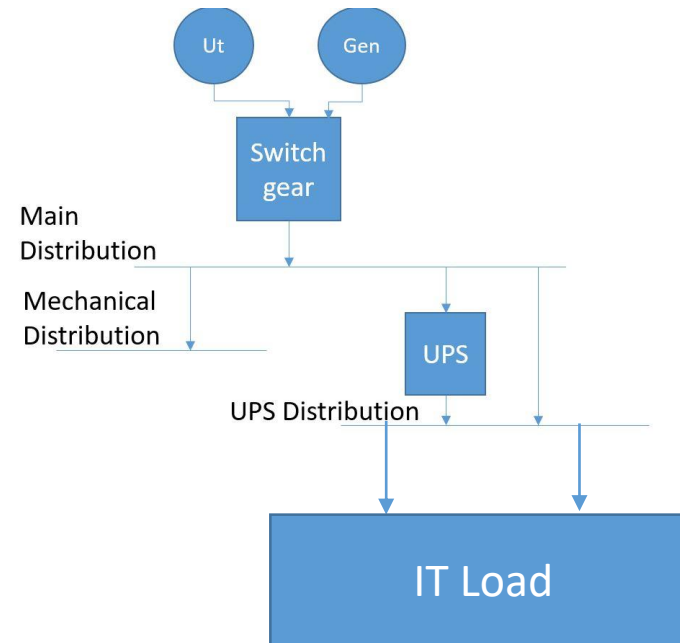 Ut
Gen
Switch
gear
Main
Distribution
Mechanical
Distribution
UPS
UPS Distribution
IT Load